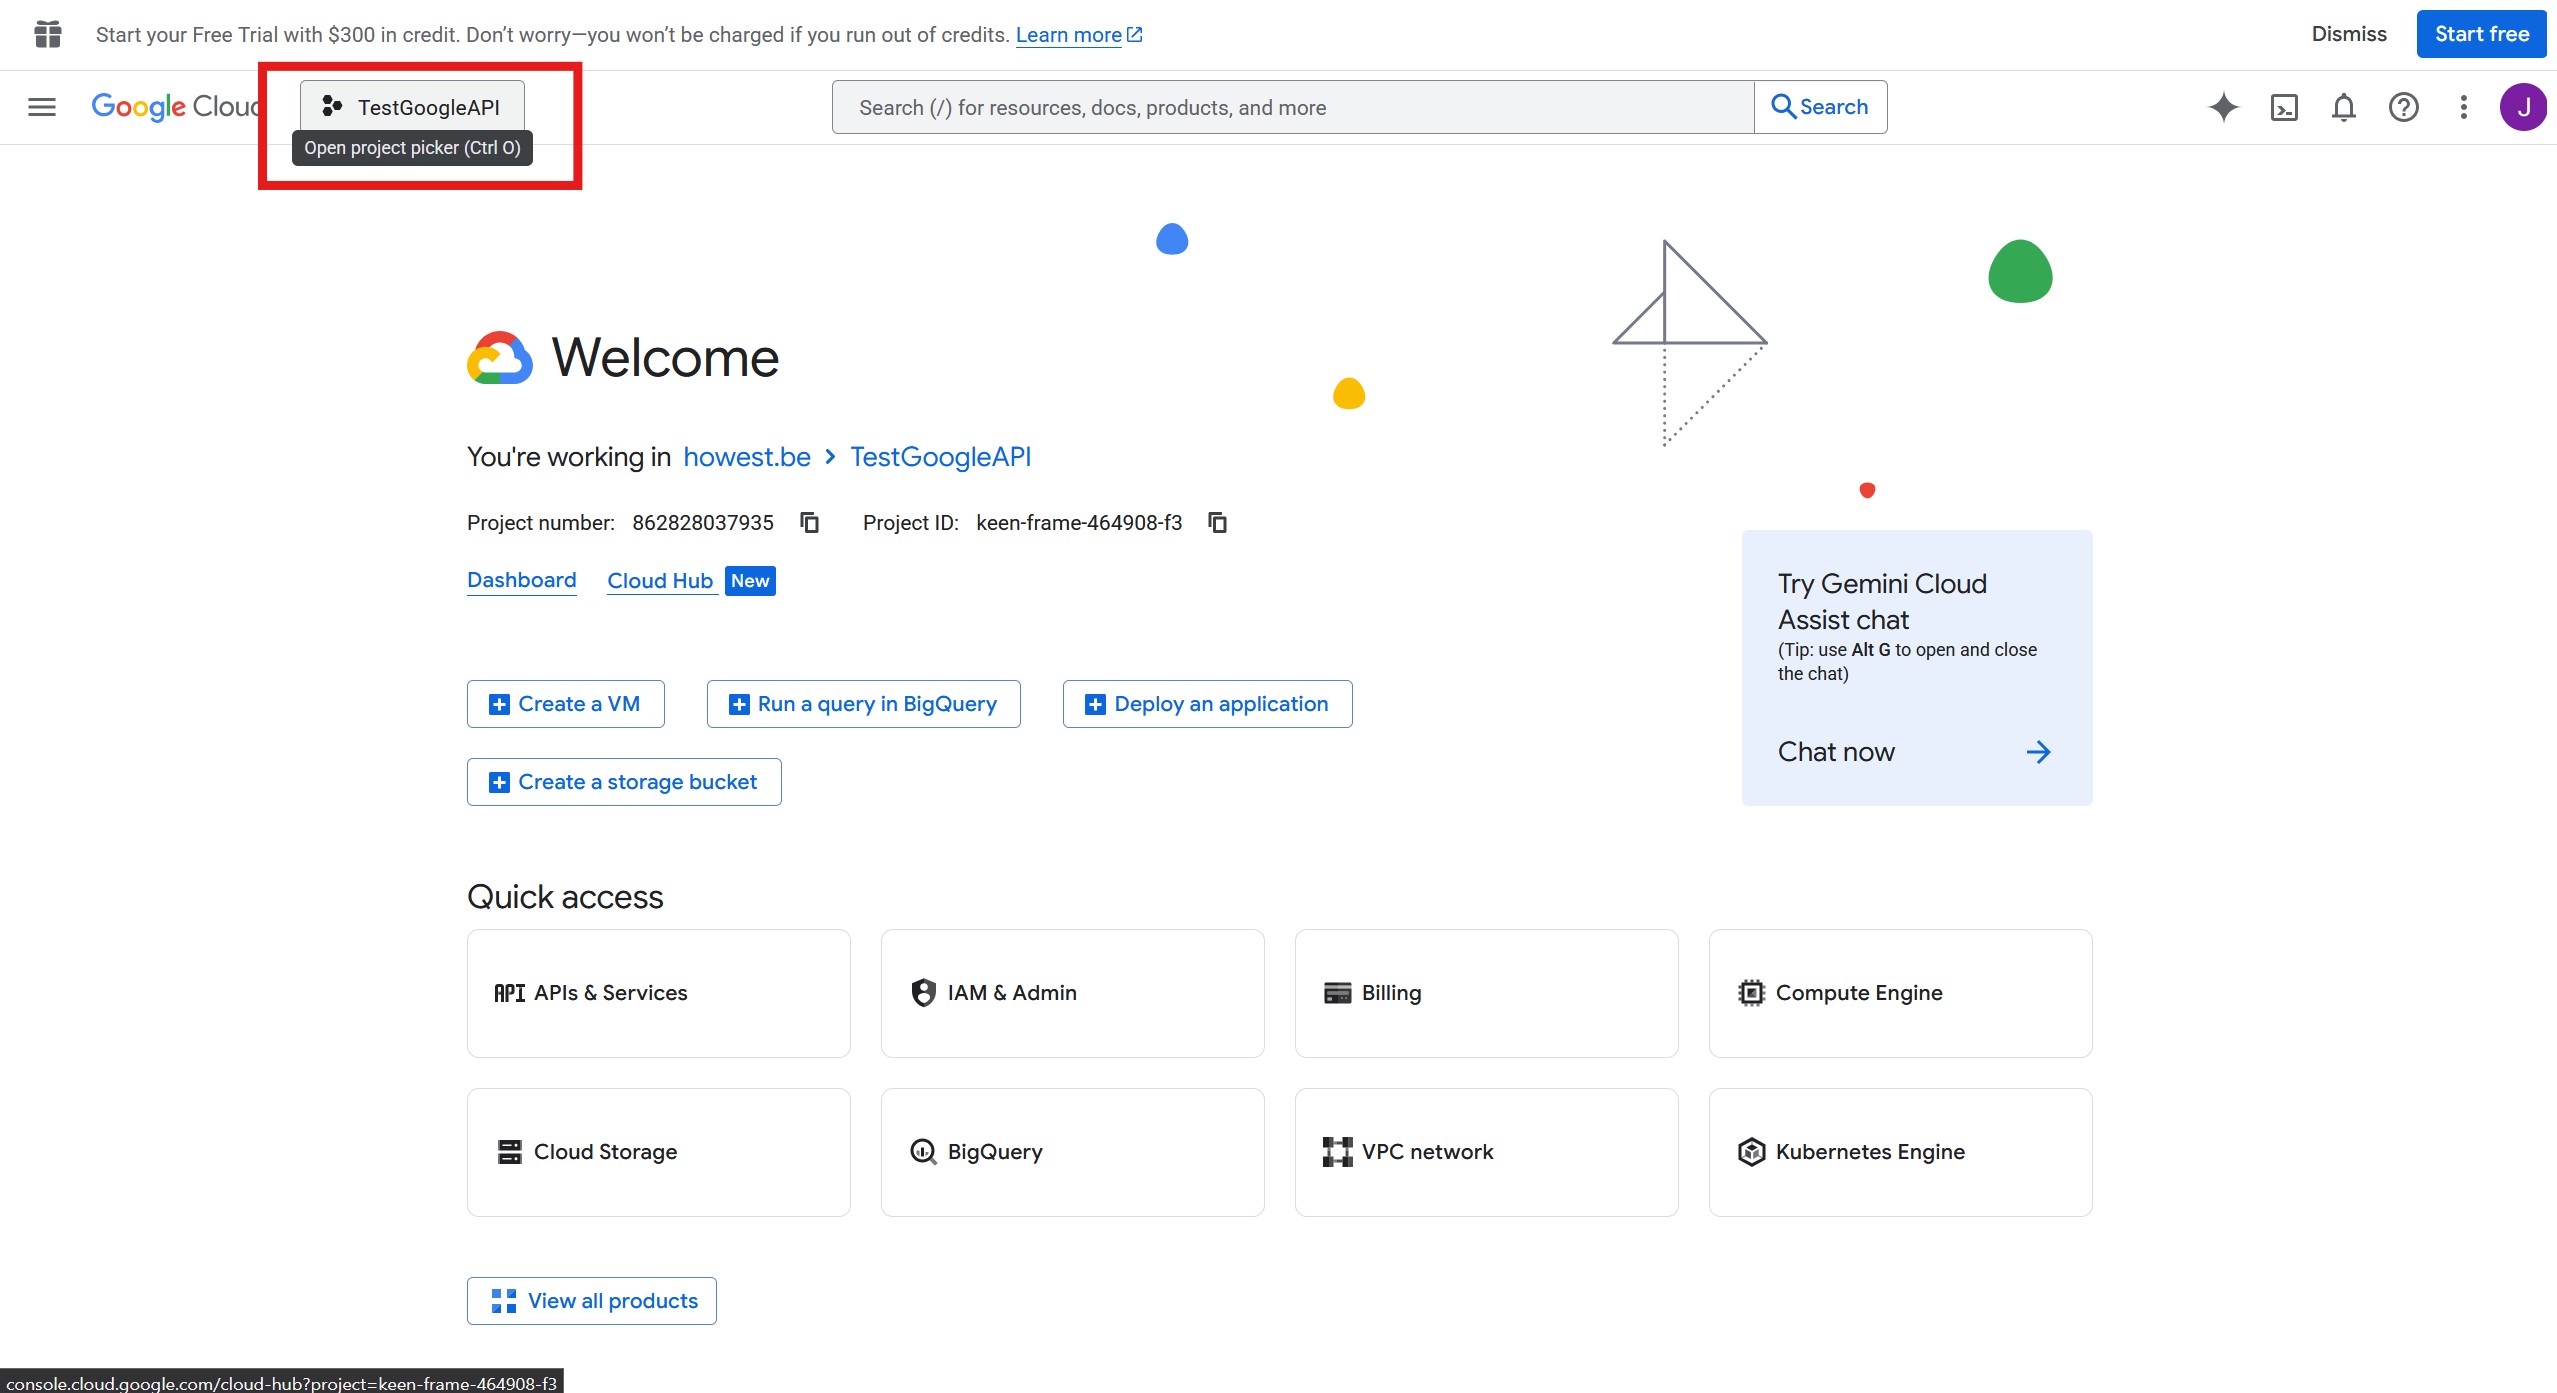 Start your Free Trial with $300 in credit. Don't worry—you won't be charged if you run out of credits. Learn more
Dismiss
Start free
Google Cloud
TestGoogleAPI
Search (/) for resources, docs, products, and more
Search
J
Open project picker (Ctrl O)
Welcome
You're working in howest.be > TestGoogleAPI
Project number: 862828037935 Project ID: keen-frame-464908-f3
Dashboard Cloud Hub New
Try Gemini Cloud
Assist chat
(Tip: use Alt G to open and close
the chat)
Chat now
Create a VM
Run a query in BigQuery
Deploy an application
Create a storage bucket
Quick access
API APIs & Services
IAM & Admin
Billing
Compute Engine
Cloud Storage
BigQuery
VPC network
Kubernetes Engine
View all products
console.cloud.google.com/cloud-hub?project=keen-frame-464908-f3